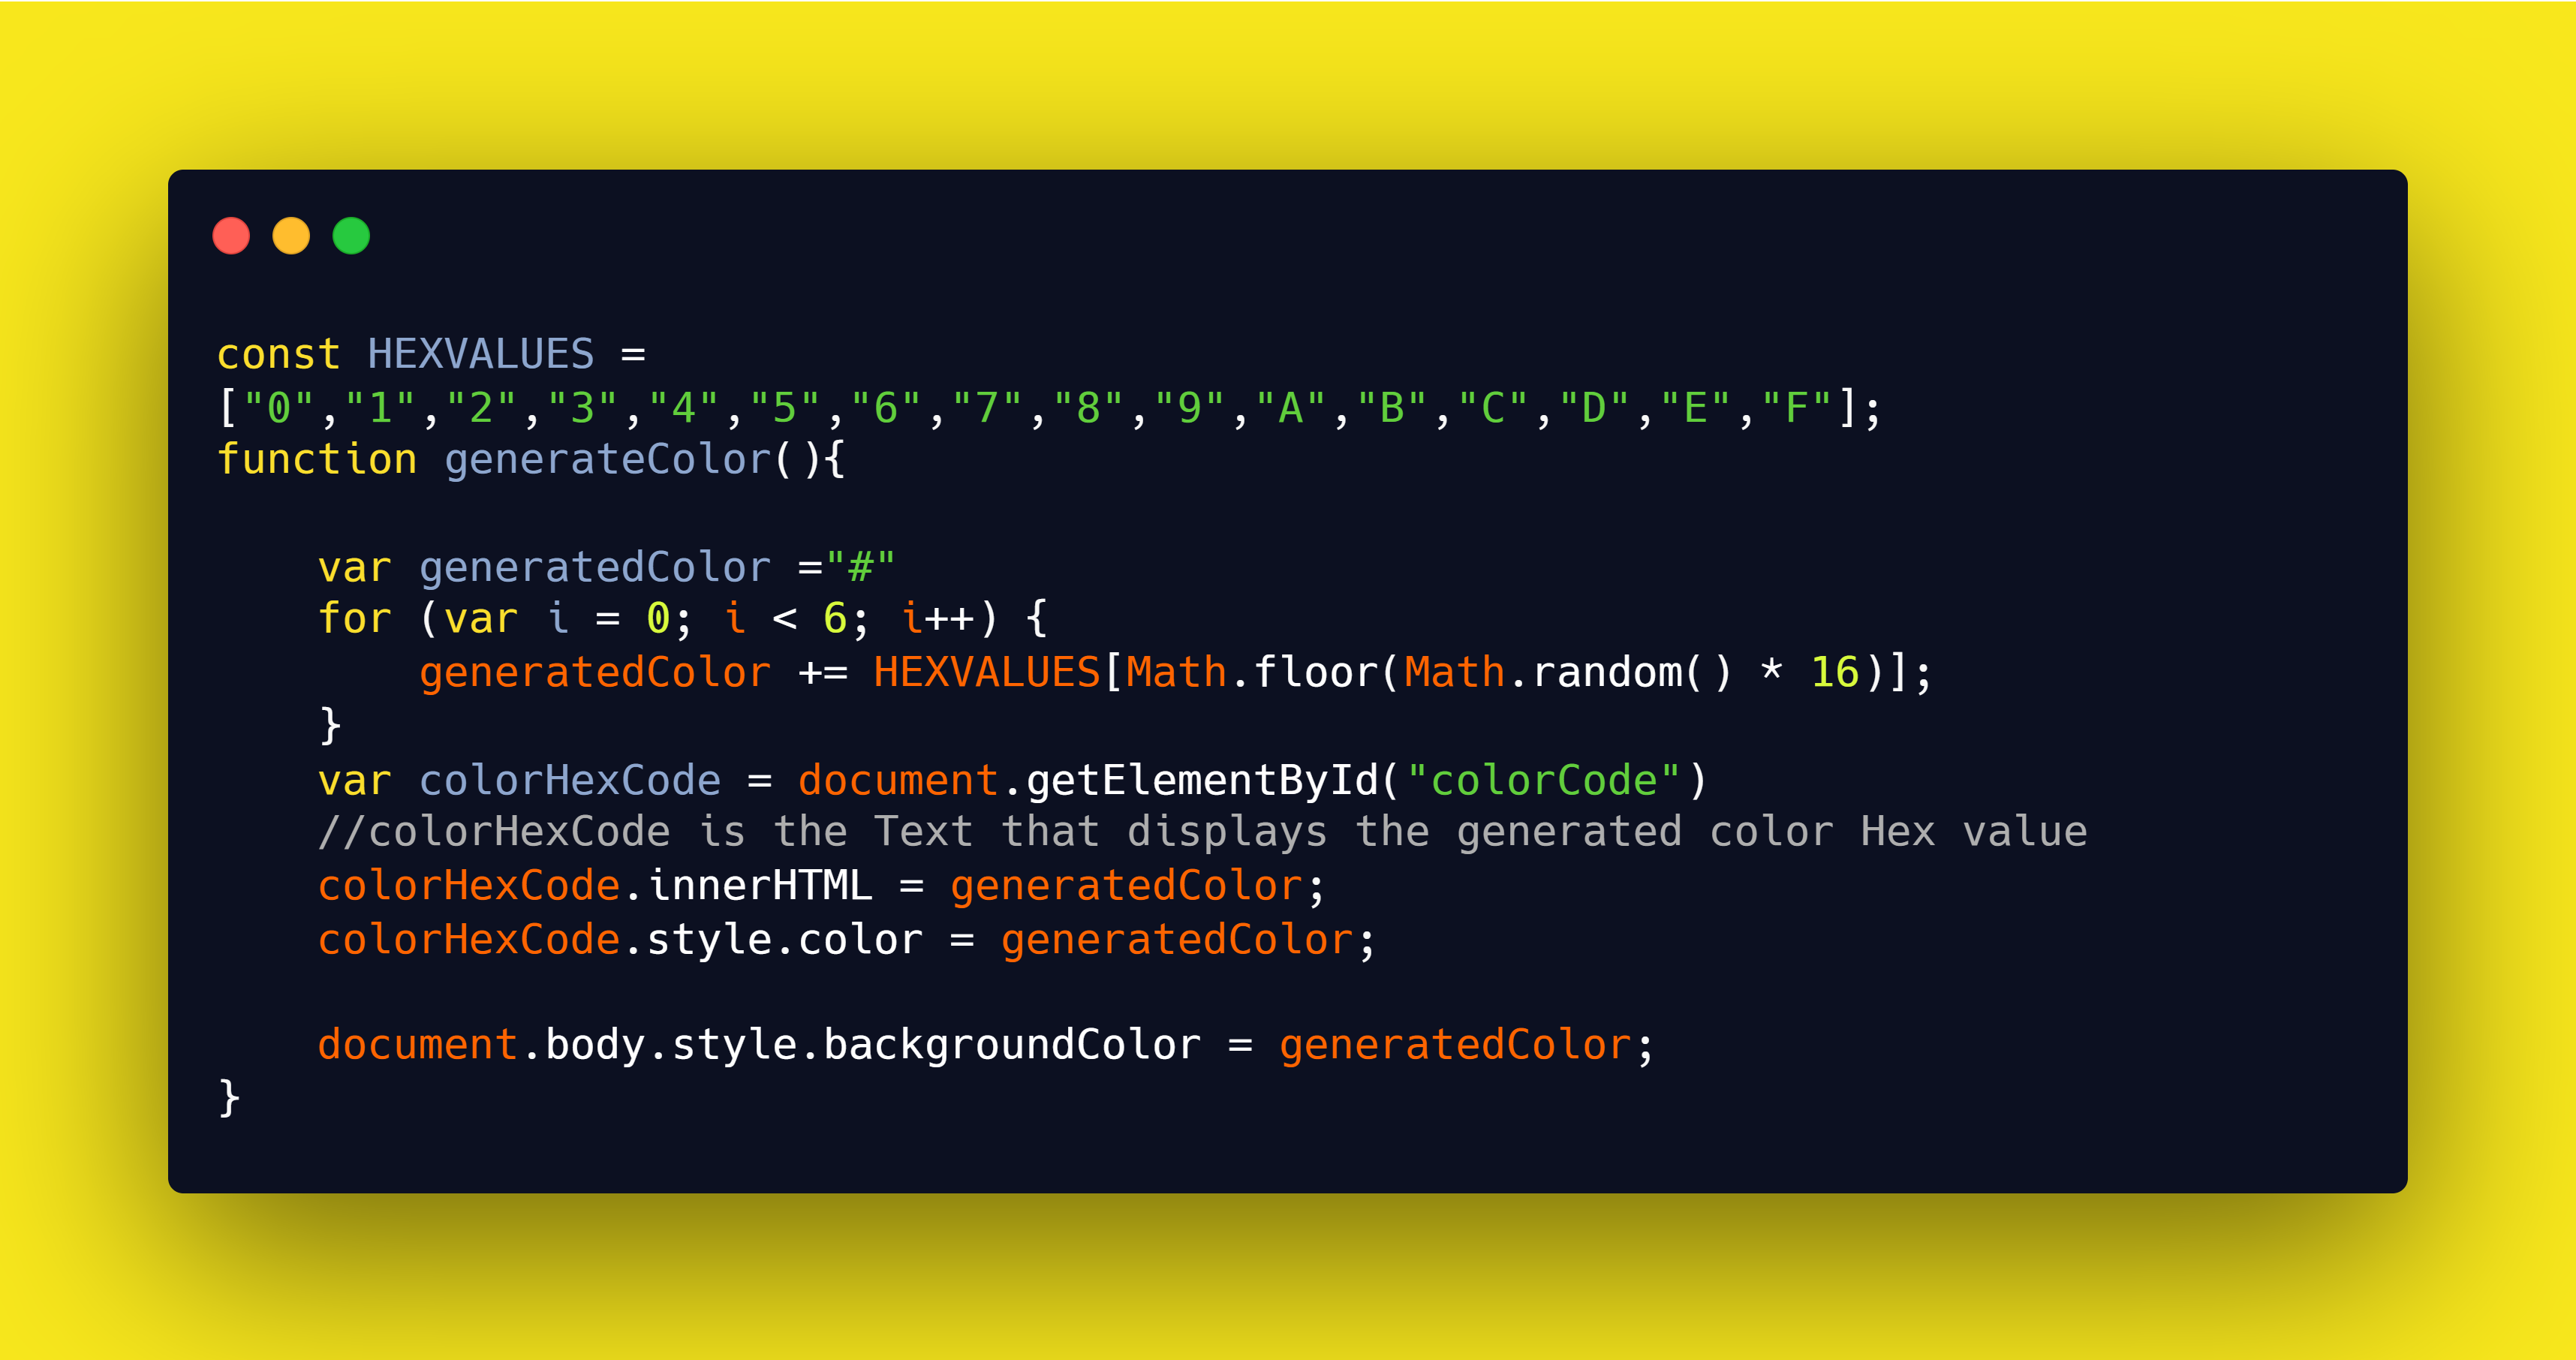 const HEXVALUES =
["0","1","2","3","4","5","6","7","8","9","A","B","C","D","E","F"];
function generateColor(){

    var generatedColor ="#"
    for (var i = 0; i < 6; i++) {
        generatedColor += HEXVALUES[Math.floor(Math.random() * 16)];
    }
    var colorHexCode = document.getElementById("colorCode")
    //colorHexCode is the Text that displays the generated color Hex value
    colorHexCode.innerHTML = generatedColor;
    colorHexCode.style.color = generatedColor;

    document.body.style.backgroundColor = generatedColor;
}